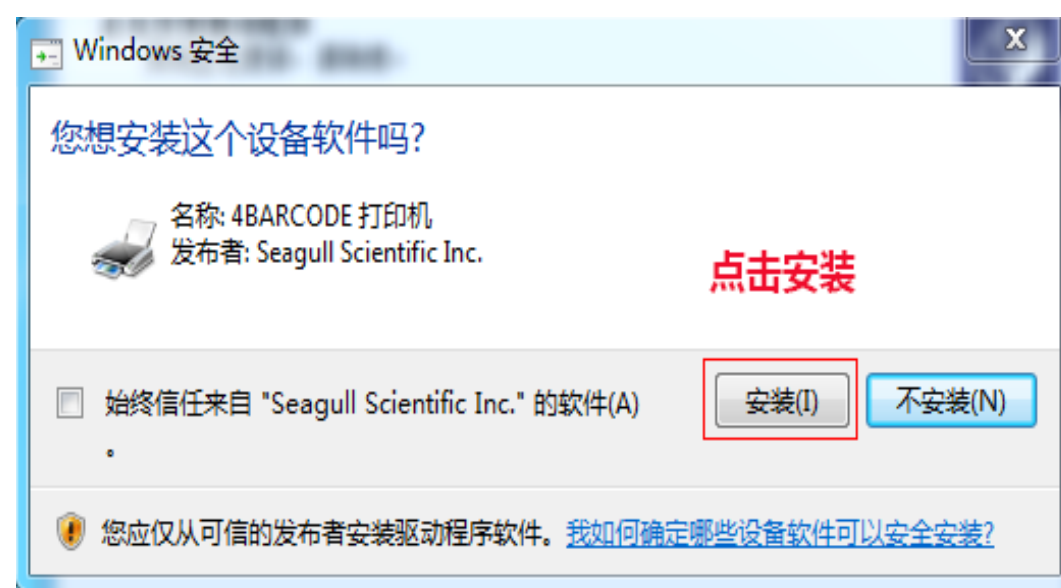 Windows 安全
X
您想安装这个设备软件吗?
名称: 4BARCODE 打印机
发布者: Seagull Scientific Inc.
点击安装
始终信任来自 "Seagull Scientific Inc." 的软件(A)
。
安装(I)
不安装(N)
您应仅从可信的发布者安装驱动程序软件。我如何确定哪些设备软件可以安全安装?